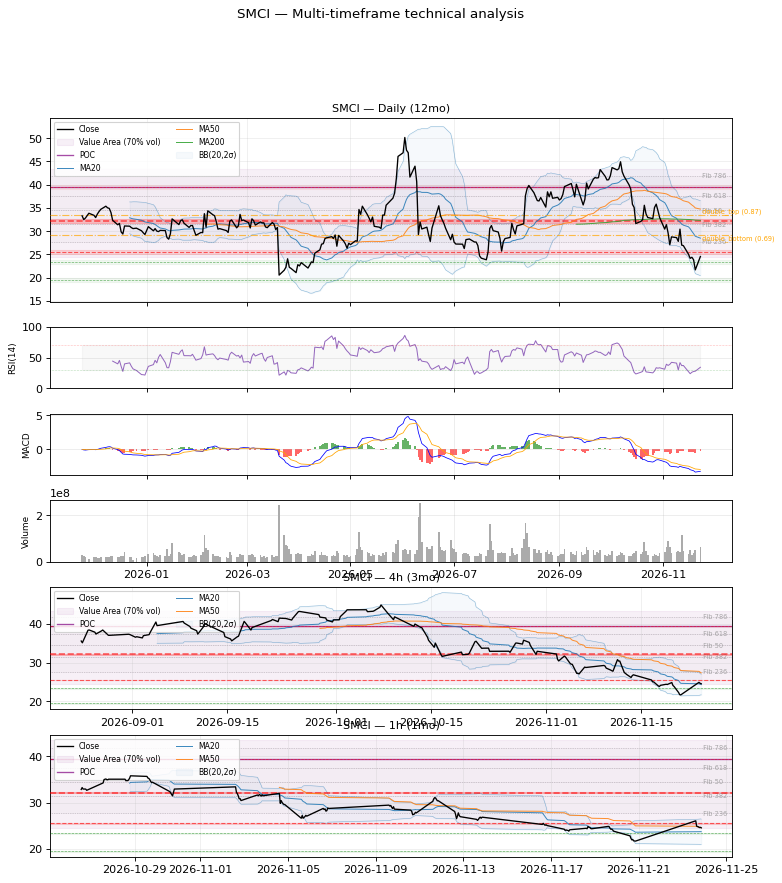 SMCI — Multi-timeframe technical analysis
SMCI — Daily (12mo)
Close
Value Area (70% vol)
POC
MA20
MA50
MA200
BB(20,2σ)
50
45
40
35
30
25
20
15
Fib 786
Fib 618
Fib 50
(0.87)
Fib 382
bottom (0.69)
Fib 236
100
50
0
RSI(14)
5
0
MACD
1e8
2
0
Volume
2026-01
2026-03
2026-05
2026-07
2026-09
2026-11
SMCI — 4h (3mo)
Close
Value Area (70% vol)
POC
MA20
MA50
BB(20,2σ)
40
30
20
Fib 786
Fib 618
Fib 50
Fib 382
Fib 236
2026-09-01
2026-09-15
2026-10-01
2026-10-15
2026-11-01
2026-11-15
SMCI — 1h (1mo)
Close
Value Area (70% vol)
POC
MA20
MA50
BB(20,2σ)
40
30
20
Fib 786
Fib 618
Fib 50
Fib 382
Fib 236
2026-10-29
2026-11-01
2026-11-05
2026-11-09
2026-11-13
2026-11-17
2026-11-21
2026-11-25